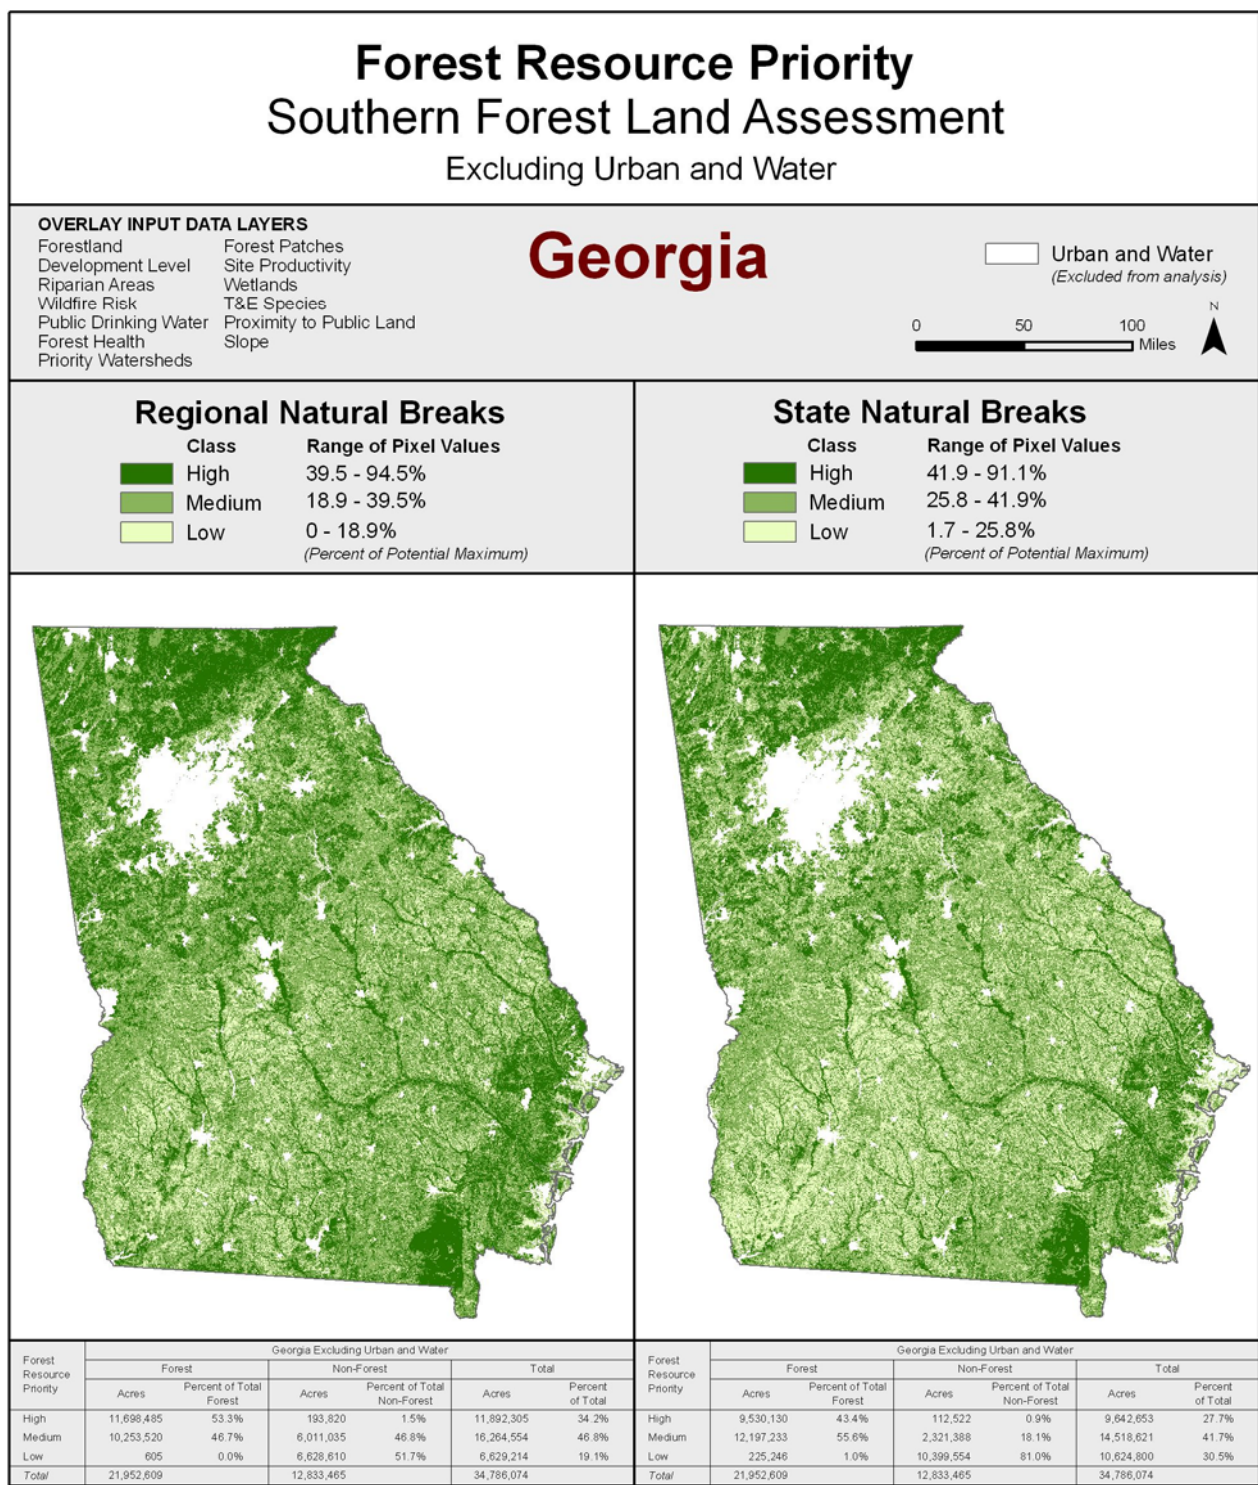 Forest Resource Priority
Southern Forest Land Assessment
Excluding Urban and Water
OVERLAY INPUT DATA LAYERS
Forestland Forest Patches
Development Level Site Productivity
Riparian Areas Wetlands
Wildfire Risk T&E Species
Public Drinking Water Proximity to Public Land
Forest Health Slope
Priority Watersheds
Georgia
Urban and Water
(Excluded from analysis)
N
0 50 100
Miles
Regional Natural Breaks
Class Range of Pixel Values
High 39.5 - 94.5%
Medium 18.9 - 39.5%
Low 0 - 18.9%
(Percent of Potential Maximum)
State Natural Breaks
Class Range of Pixel Values
High 41.9 - 91.1%
Medium 25.8 - 41.9%
Low 1.7 - 25.8%
(Percent of Potential Maximum)
Forest Resource Priority
Georgia Excluding Urban and Water
Forest Non-Forest Total
Acres Percent of Total Forest Acres Percent of Total Non-Forest Acres Percent of Total
High 11,698,485 53.3% 193,820 1.5% 11,892,305 34.2%
Medium 10,253,520 46.7% 6,011,035 46.8% 16,264,554 46.8%
Low 605 0.0% 6,628,610 51.7% 6,629,214 19.1%
Total 21,952,609 12,833,465 34,786,074
Forest Resource Priority
Georgia Excluding Urban and Water
Forest Non-Forest Total
Acres Percent of Total Forest Acres Percent of Total Non-Forest Acres Percent of Total
High 9,530,130 43.4% 112,522 0.9% 9,642,653 27.7%
Medium 12,197,233 55.6% 2,321,388 18.1% 14,518,621 41.7%
Low 225,246 1.0% 10,399,554 81.0% 10,624,800 30.5%
Total 21,952,609 12,833,465 34,786,074